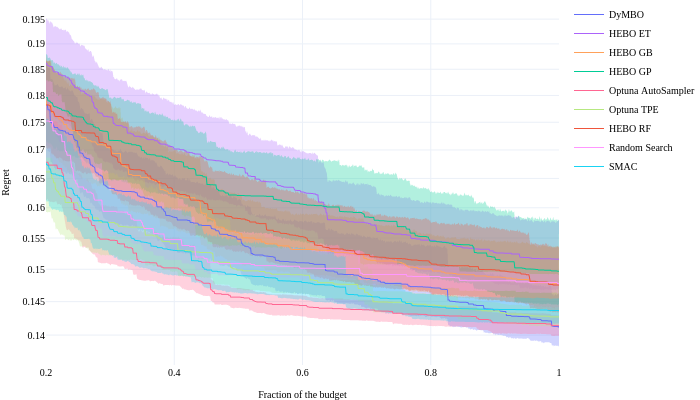 0.195
0.19
0.185
0.18
0.175
0.17
0.165
0.16
0.155
0.15
0.145
0.14
Regret
0.2
0.4
0.6
0.8
1
Fraction of the budget
DyMBO
HEBO ET
HEBO GB
HEBO GP
Optuna AutoSampler
Optuna TPE
HEBO RF
Random Search
SMAC